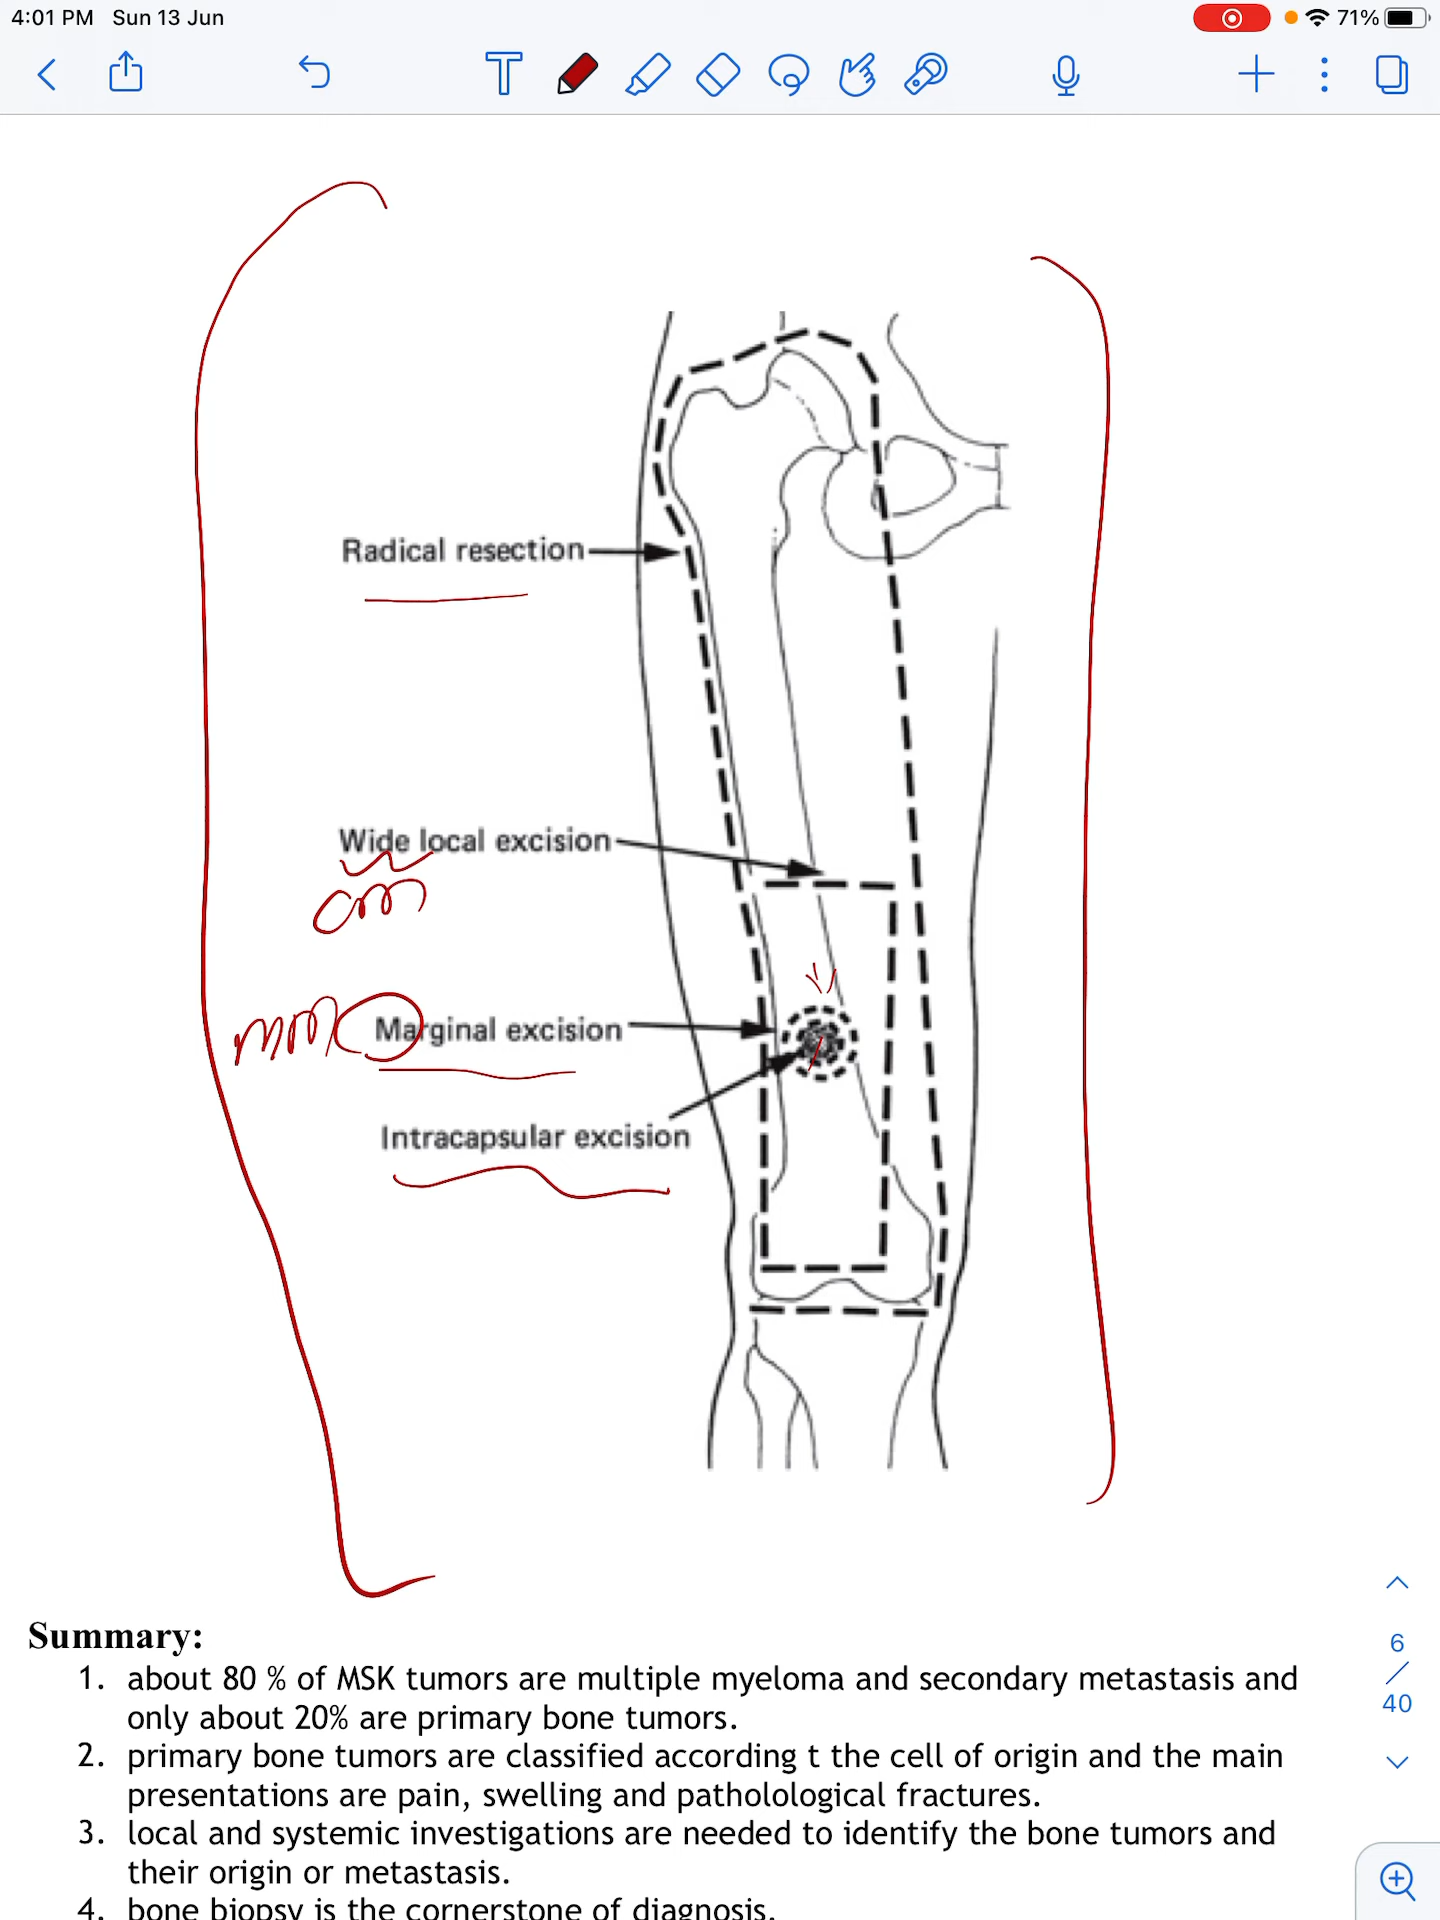 4:01 PM Sun 13 Jun
71%
T
Radical resection
Wide local excision
cm
mm
Marginal excision
Intracapsular excision
Summary:
1. about 80 % of MSK tumors are multiple myeloma and secondary metastasis and
only about 20% are primary bone tumors.
2. primary bone tumors are classified according t the cell of origin and the main
presentations are pain, swelling and patholological fractures.
3. local and systemic investigations are needed to identify the bone tumors and
their origin or metastasis.
4. bone biopsy is the cornerstone of diagnosis.
6
/
40